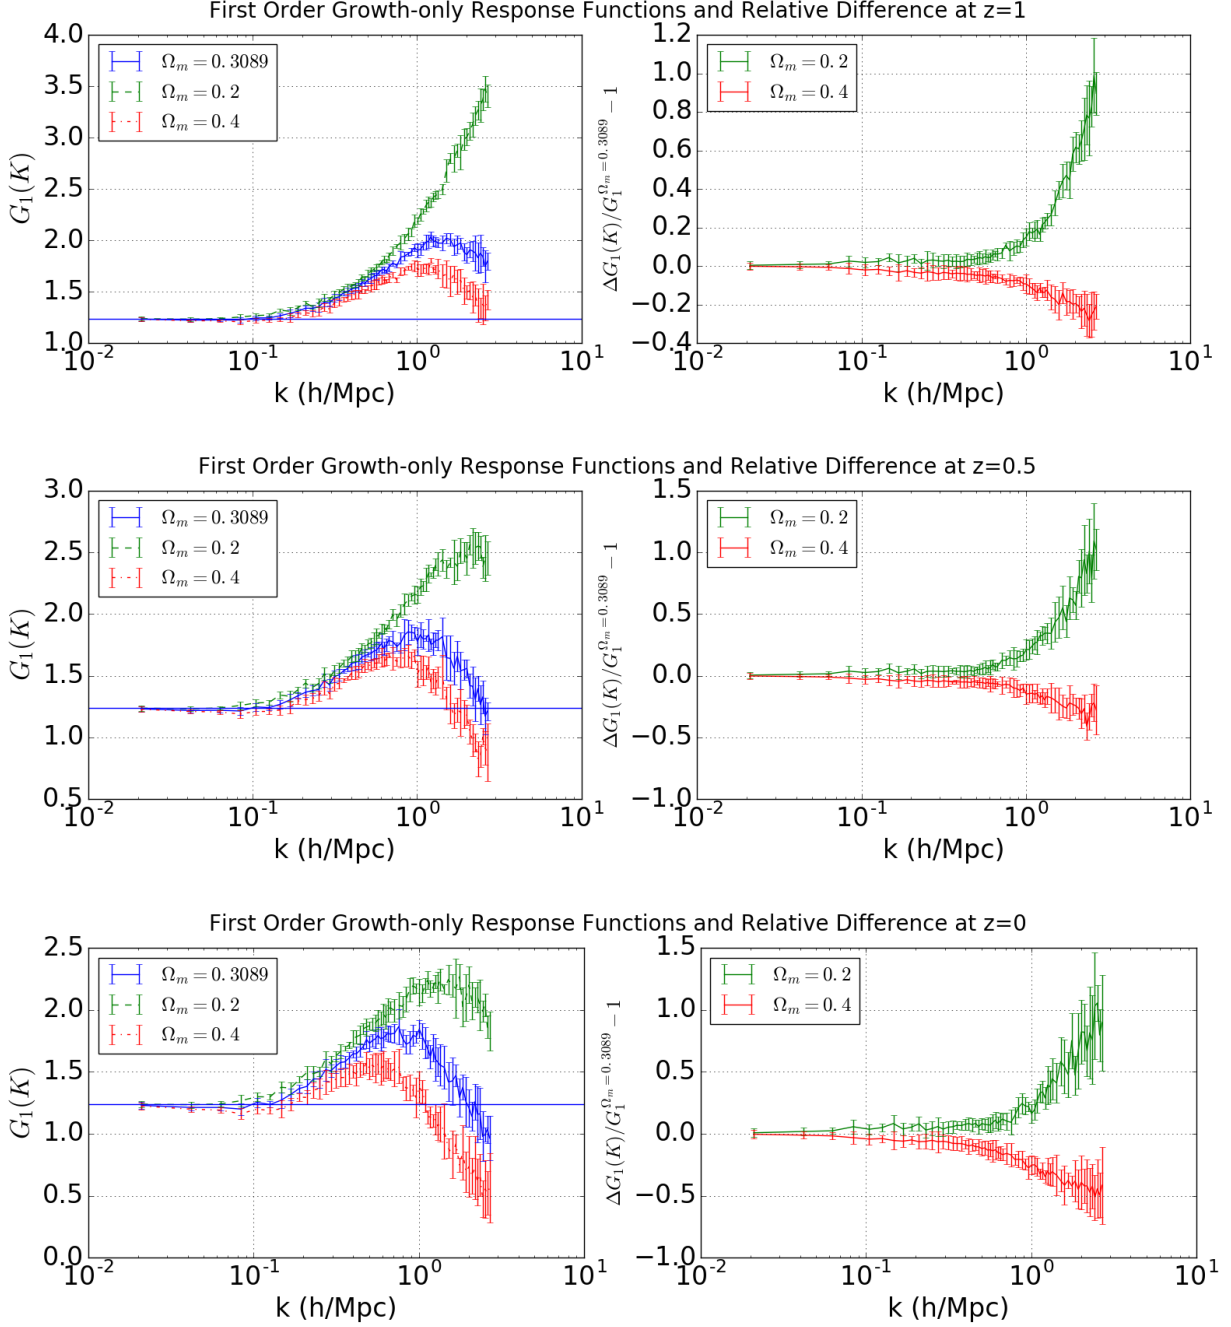 First Order Growth-only Response Functions and Relative Difference at z=1
4.0
3.5
3.0
2.5
2.0
1.5
1.0
G₁(K)
Ωₘ = 0.3089
Ωₘ = 0.2
Ωₘ = 0.4
10⁻² 10⁻¹ 10⁰ 10¹
k (h/Mpc)
1.2
1.0
0.8
0.6
0.4
0.2
0.0
−0.2
−0.4
ΔG₁(K)/G₁^{Ωₘ=0.3089} − 1
Ωₘ = 0.2
Ωₘ = 0.4
10⁻² 10⁻¹ 10⁰ 10¹
k (h/Mpc)
First Order Growth-only Response Functions and Relative Difference at z=0.5
3.0
2.5
2.0
1.5
1.0
0.5
G₁(K)
Ωₘ = 0.3089
Ωₘ = 0.2
Ωₘ = 0.4
10⁻² 10⁻¹ 10⁰ 10¹
k (h/Mpc)
1.5
1.0
0.5
0.0
−0.5
−1.0
ΔG₁(K)/G₁^{Ωₘ=0.3089} − 1
Ωₘ = 0.2
Ωₘ = 0.4
10⁻² 10⁻¹ 10⁰ 10¹
k (h/Mpc)
First Order Growth-only Response Functions and Relative Difference at z=0
2.5
2.0
1.5
1.0
0.5
0.0
G₁(K)
Ωₘ = 0.3089
Ωₘ = 0.2
Ωₘ = 0.4
10⁻² 10⁻¹ 10⁰ 10¹
k (h/Mpc)
1.5
1.0
0.5
0.0
−0.5
−1.0
ΔG₁(K)/G₁^{Ωₘ=0.3089} − 1
Ωₘ = 0.2
Ωₘ = 0.4
10⁻² 10⁻¹ 10⁰ 10¹
k (h/Mpc)